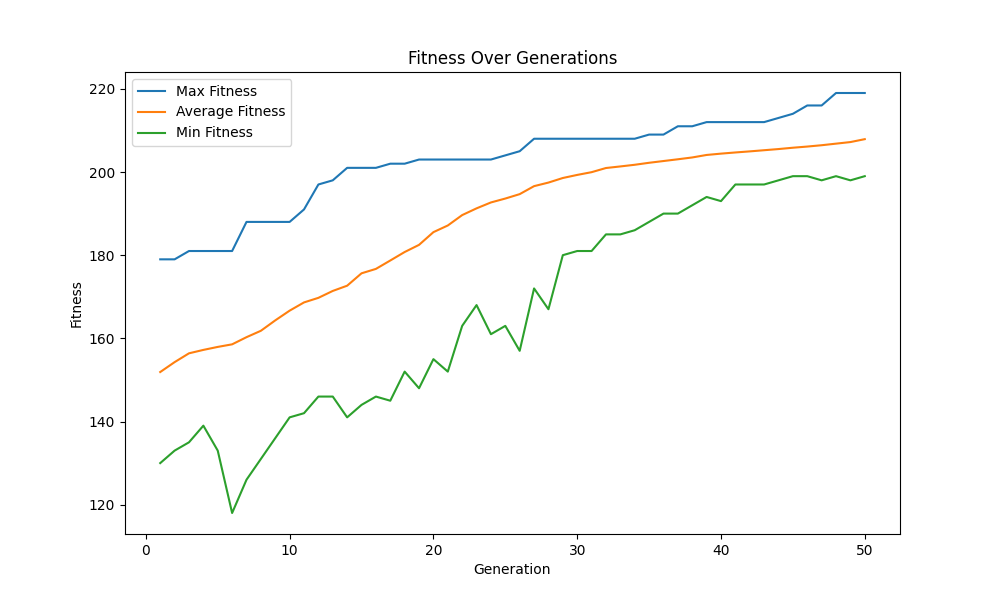 Fitness Over Generations
Max Fitness
Average Fitness
Min Fitness
Fitness
220
200
180
160
140
120
0
10
20
30
40
50
Generation